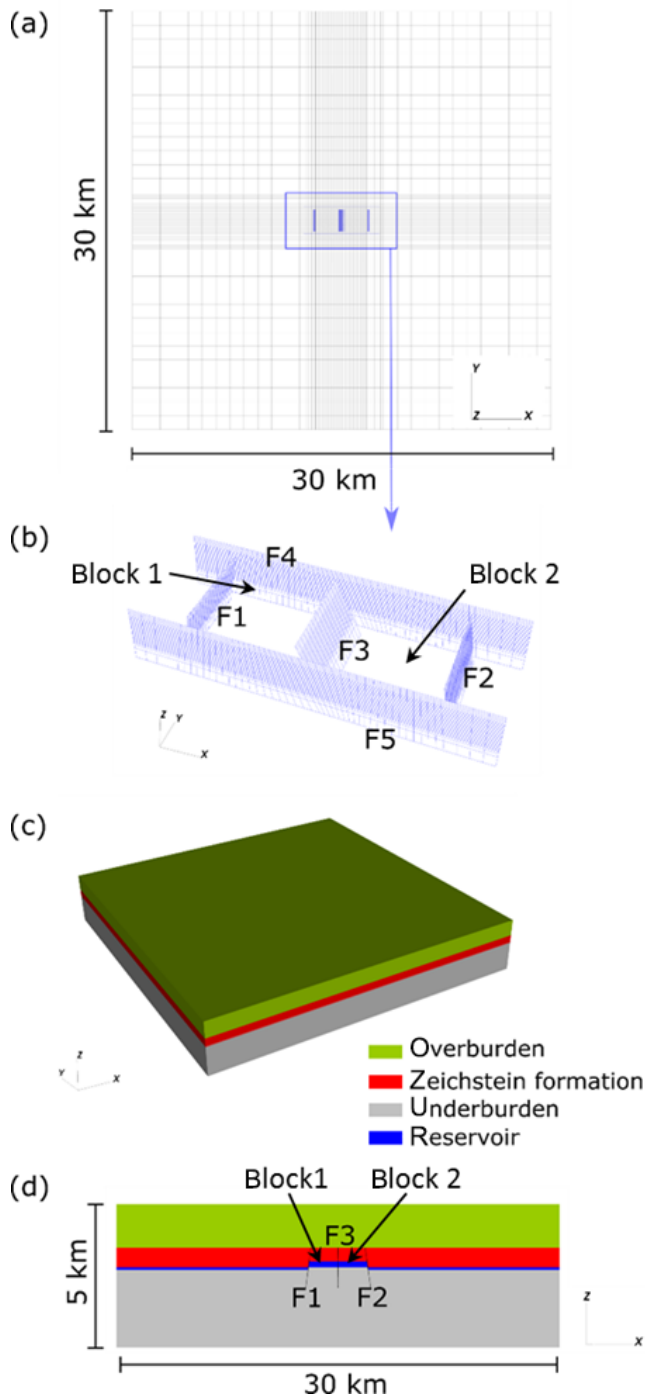 (a)
30 km
Y
Z
X
30 km
(b)
Block 1
F4
Block 2
F1
F3
F2
F5
Z
Y
X
(c)
Z
Y
X
Overburden
Zeichstein formation
Underburden
Reservoir
(d)
Block1
Block 2
F3
5 km
F1
F2
Z
X
30 km